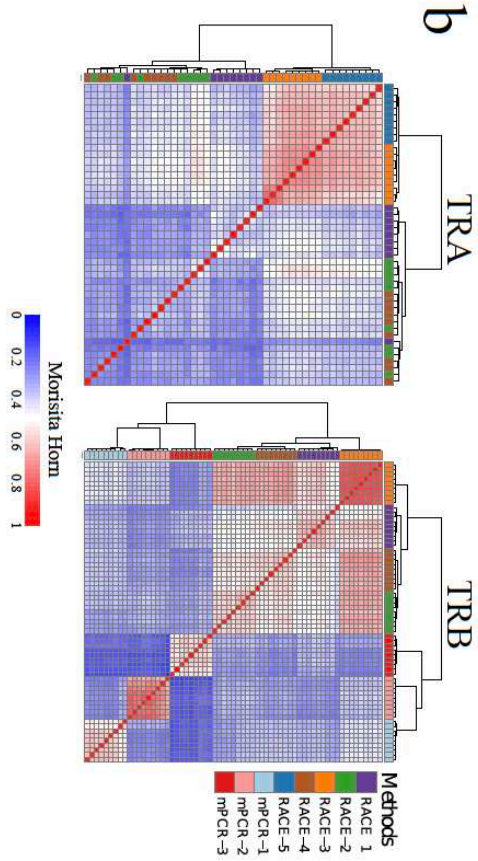 b
TRA
TRB
Morisita Horn
0 0.2 0.4 0.6 0.8 1
Methods
RACE 1
RACE-2
RACE-3
RACE-4
RACE-5
mPCR-1
mPCR-2
mPCR-3